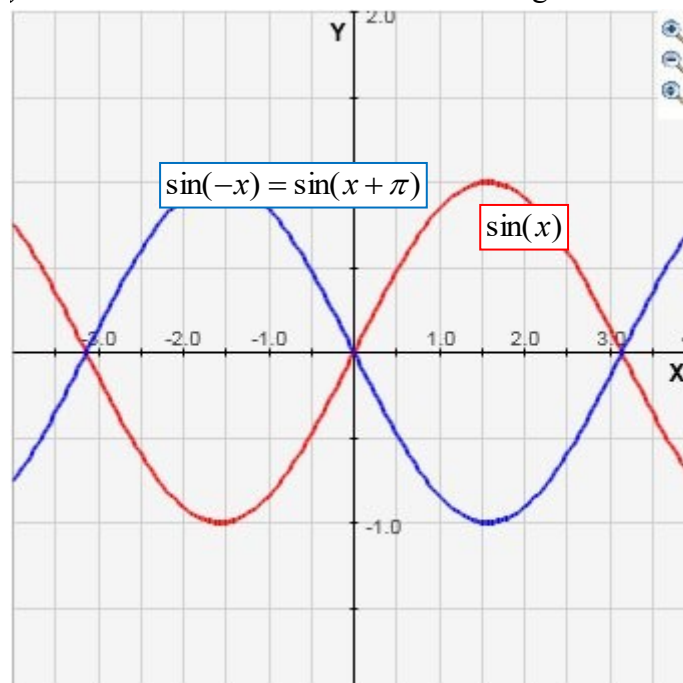 Y 2.0
sin(−x) = sin(x + π)
sin(x)
-3.0 -2.0 -1.0 1.0 2.0 3.0
X
-1.0